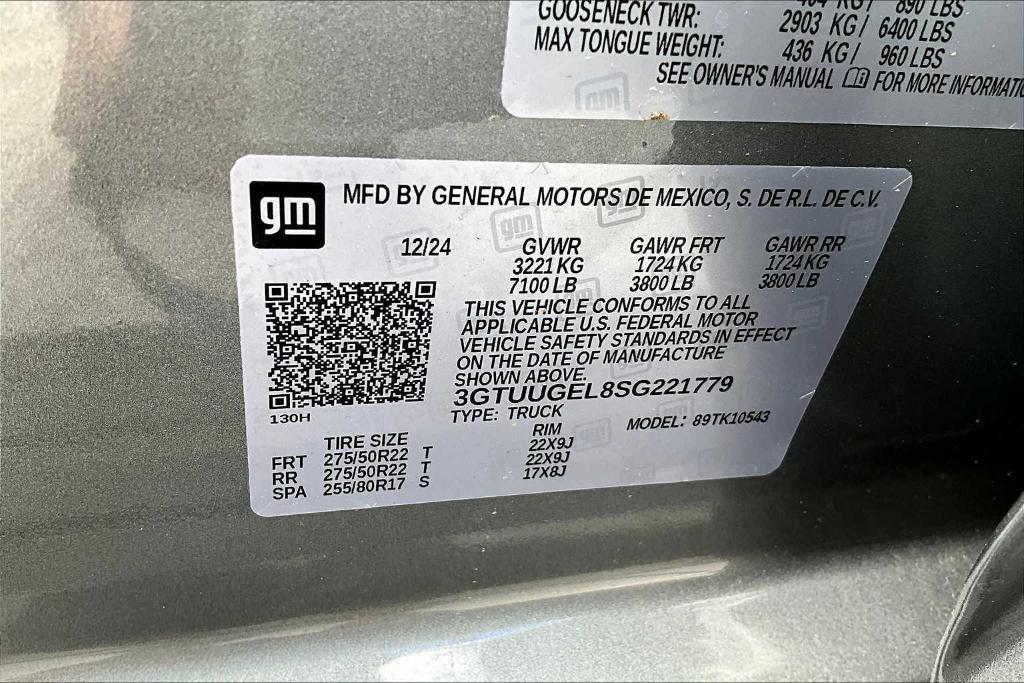 890 LBS
GOOSENECK TWR: 2903 KG/ 6400 LBS
MAX TONGUE WEIGHT: 436 KG/ 960 LBS
SEE OWNER'S MANUAL FOR MORE INFORMATIO
gm
MFD BY GENERAL MOTORS DE MEXICO, S. DE R.L. DE C.V.
12/24 GVWR GAWR FRT GAWR RR
3221 KG 1724 KG 1724 KG
7100 LB 3800 LB 3800 LB
THIS VEHICLE CONFORMS TO ALL
APPLICABLE U.S. FEDERAL MOTOR
VEHICLE SAFETY STANDARDS IN EFFECT
ON THE DATE OF MANUFACTURE
SHOWN ABOVE.
3GTUUGEL8SG221779
130H
TYPE: TRUCK MODEL: 89TK10543
TIRE SIZE RIM
FRT 275/50R22 T 22X9J
RR 275/50R22 T 22X9J
SPA 255/80R17 S 17X8J